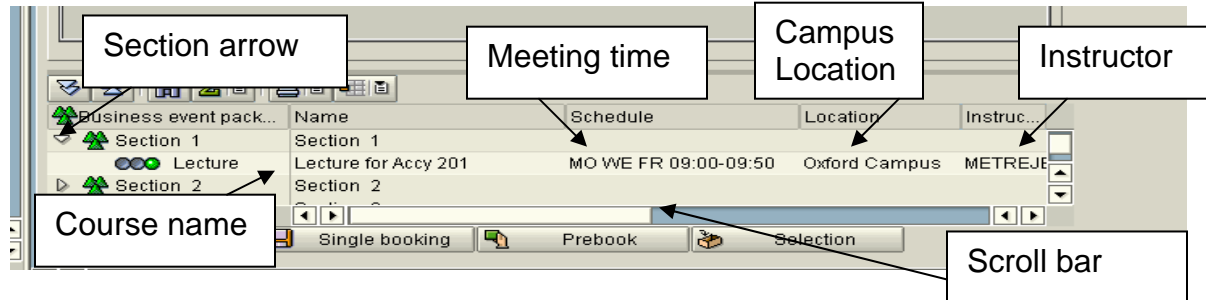 Section arrow
Meeting time
Campus
Location
Instructor
Business event pack... Name Schedule Location Instruc...
Section 1 Section 1
Lecture Lecture for Accy 201 MO WE FR 09:00-09:50 Oxford Campus METREJE
Section 2 Section 2
Course name
Single booking Prebook Selection
Scroll bar